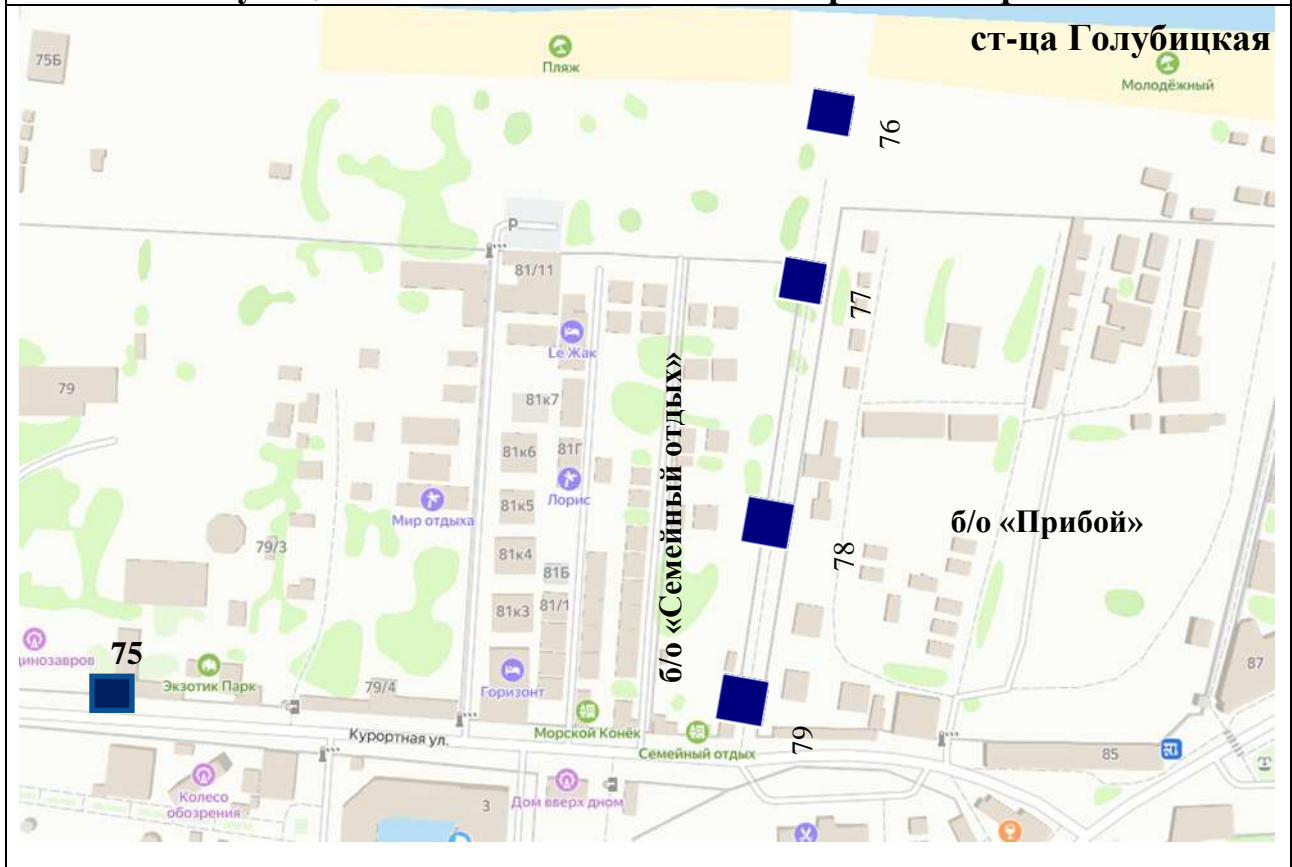 ст-ца Голубицкая
75Б
Пляж
Молодёжный
76
Р
81/11
77
Le Жак
79
81к7
81к6
81Г
Лорис
81к5
Мир отдыха
б/о «Семейный отдых»
б/о «Прибой»
79/3
81к4
78
81Б
81к3
81/1
инозавров
75
Экзотик Парк
79/4
Горизонт
87
Курортная ул.
Морской Конёк
Семейный отдых
79
85
Колесо
обозрения
3
Дом вверх дном